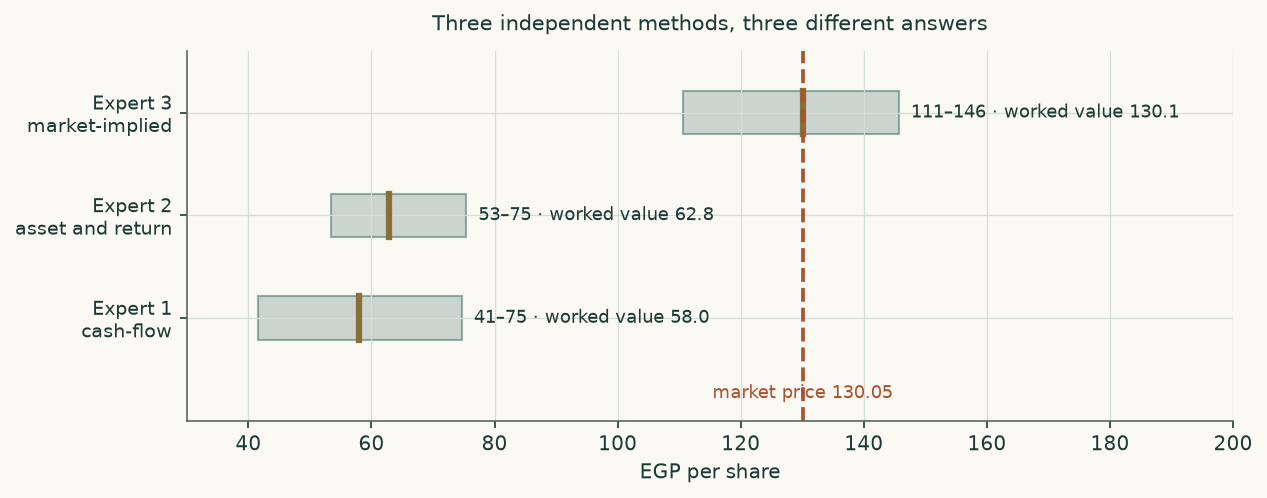 Three independent methods, three different answers
Expert 3
market-implied
111–146 · worked value 130.1
Expert 2
asset and return
53–75 · worked value 62.8
Expert 1
cash-flow
41–75 · worked value 58.0
market price 130.05
40 60 80 100 120 140 160 180 200
EGP per share